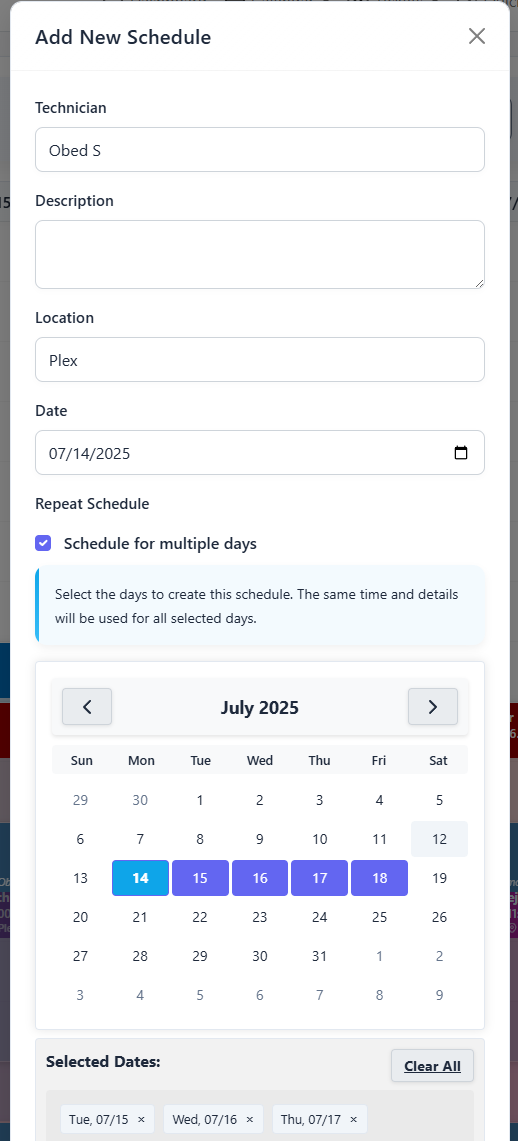 Add New Schedule
Technician
Obed S
Description
Location
Plex
Date
07/14/2025
Repeat Schedule
Schedule for multiple days
Select the days to create this schedule. The same time and details
will be used for all selected days.
July 2025
Sun Mon Tue Wed Thu Fri Sat
29 30 1 2 3 4 5
6 7 8 9 10 11 12
13 14 15 16 17 18 19
20 21 22 23 24 25 26
27 28 29 30 31 1 2
3 4 5 6 7 8 9
Selected Dates:
Clear All
Tue, 07/15 × Wed, 07/16 × Thu, 07/17 ×